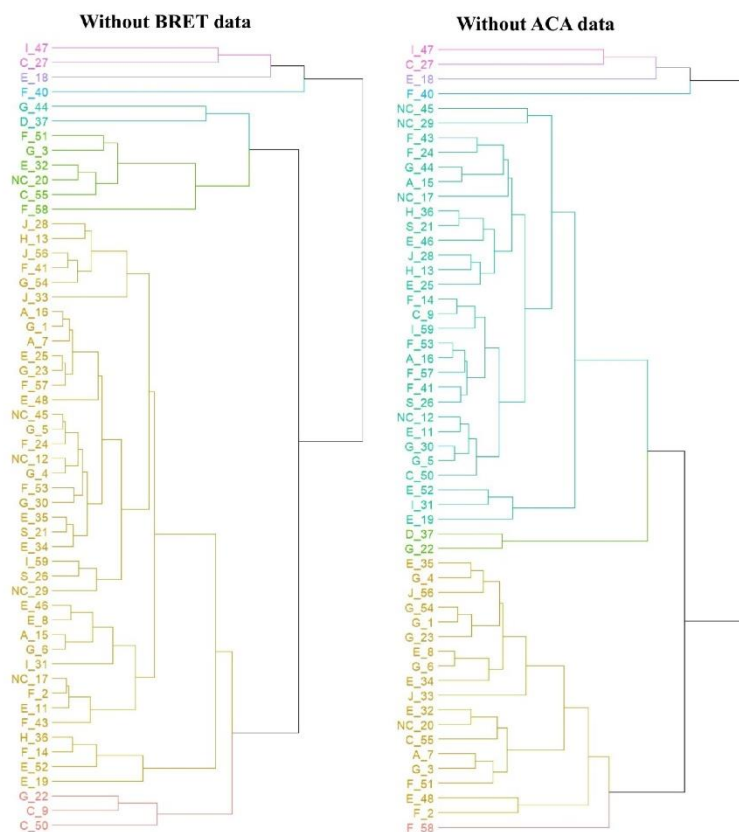 Without BRET data
I_47
C_27
E_18
F_40
G_44
D_37
F_51
G_3
E_32
NC_20
C_55
F_58
J_28
H_13
J_56
F_41
G_54
J_33
A_16
G_1
A_7
E_25
G_23
F_57
E_48
NC_45
G_5
F_24
NC_12
G_4
F_53
G_30
E_35
S_21
E_34
I_59
S_26
NC_29
E_46
E_8
A_15
G_6
I_31
NC_17
F_2
E_11
F_43
H_36
F_14
E_52
E_19
G_22
C_9
C_50
Without ACA data
I_47
C_27
E_18
F_40
NC_45
NC_29
F_43
F_24
G_44
A_15
NC_17
H_36
S_21
E_46
J_28
H_13
E_25
F_14
C_9
I_59
F_53
A_16
F_57
F_41
S_26
NC_12
E_11
G_30
G_5
C_50
E_52
I_31
E_19
D_37
G_22
E_35
G_4
J_56
G_54
G_1
G_23
E_8
G_6
E_34
J_33
E_32
NC_20
C_55
A_7
G_3
F_51
E_48
F_2
F_58